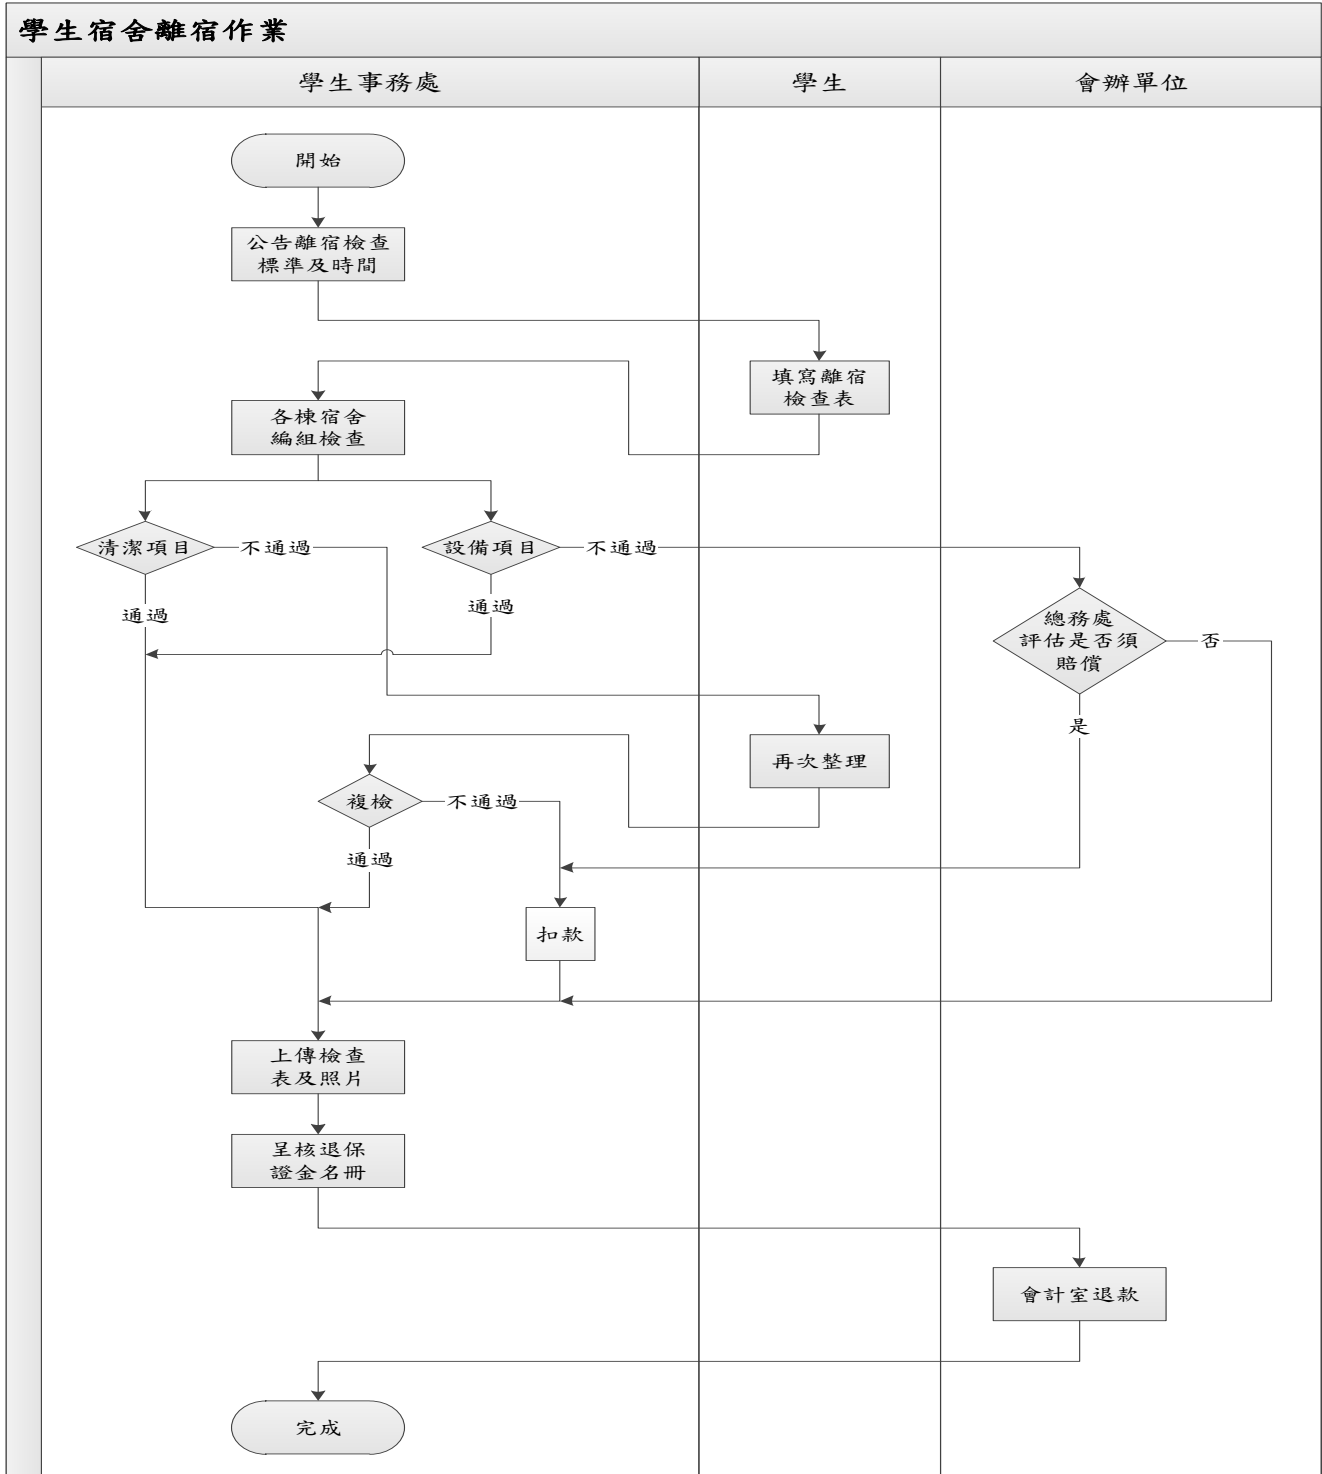 學生宿舍離宿作業
學生事務處
學生
會辦單位
開始
公告離宿檢查
標準及時間
填寫離宿
檢查表
各棟宿舍
編組檢查
清潔項目
不通過
設備項目
不通過
通過
通過
總務處
評估是否須
賠償
否
是
再次整理
複檢
不通過
通過
扣款
上傳檢查
表及照片
呈核退保
證金名冊
會計室退款
完成